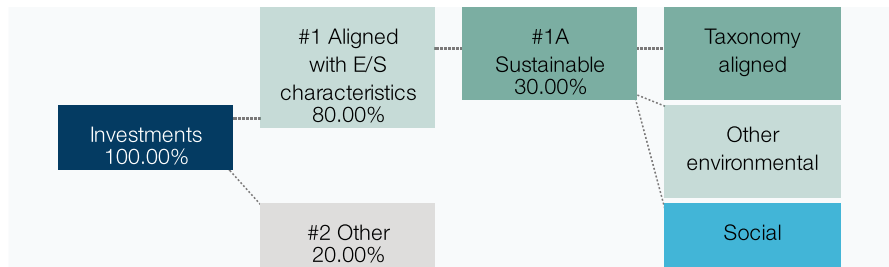 #1 Aligned
with E/S
characteristics
80.00%
#1A
Sustainable
30.00%
Taxonomy
aligned
Investments
100.00%
Other
environmental
#2 Other
20.00%
Social